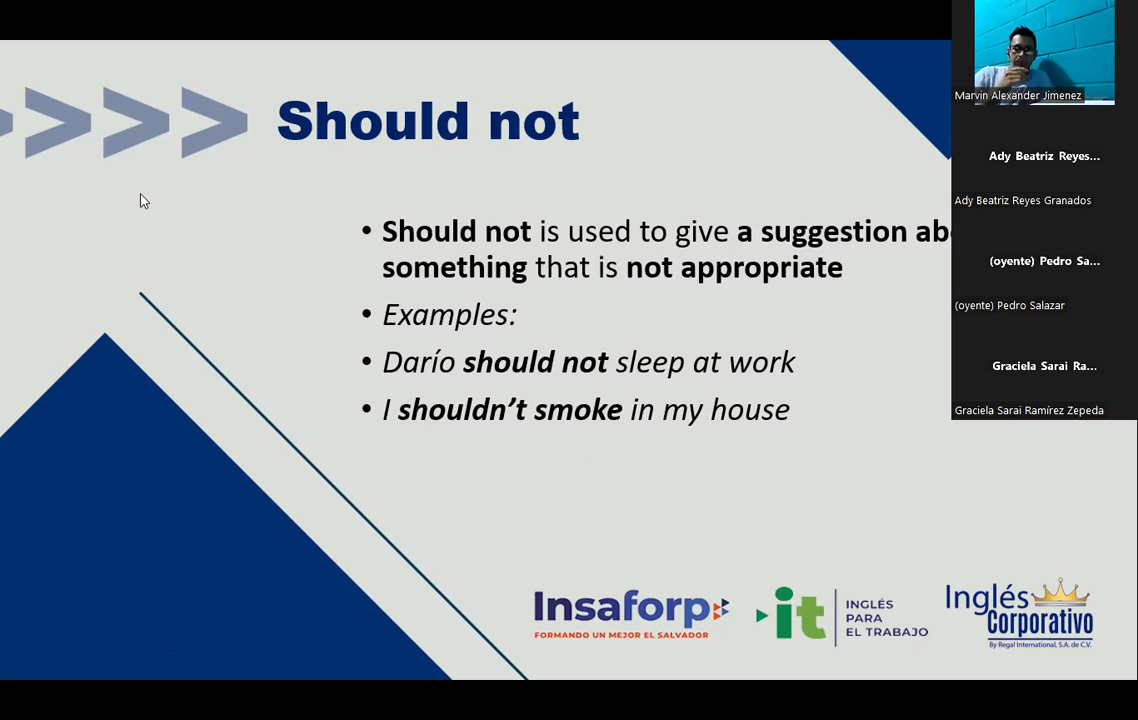 Should not
• Should not is used to give a suggestion ab
something that is not appropriate
• Examples:
• Darío should not sleep at work
• I shouldn't smoke in my house
Marvin Alexander Jimenez
Ady Beatriz Reyes...
Ady Beatriz Reyes Granados
(oyente) Pedro Sa...
(oyente) Pedro Salazar
Graciela Sarai Ra...
Graciela Sarai Ramírez Zepeda
Insaforp
FORMANDO UN MEJOR EL SALVADOR
it
INGLÉS
PARA
EL TRABAJO
Inglés
Corporativo
By Regal International, S.A. de C.V.